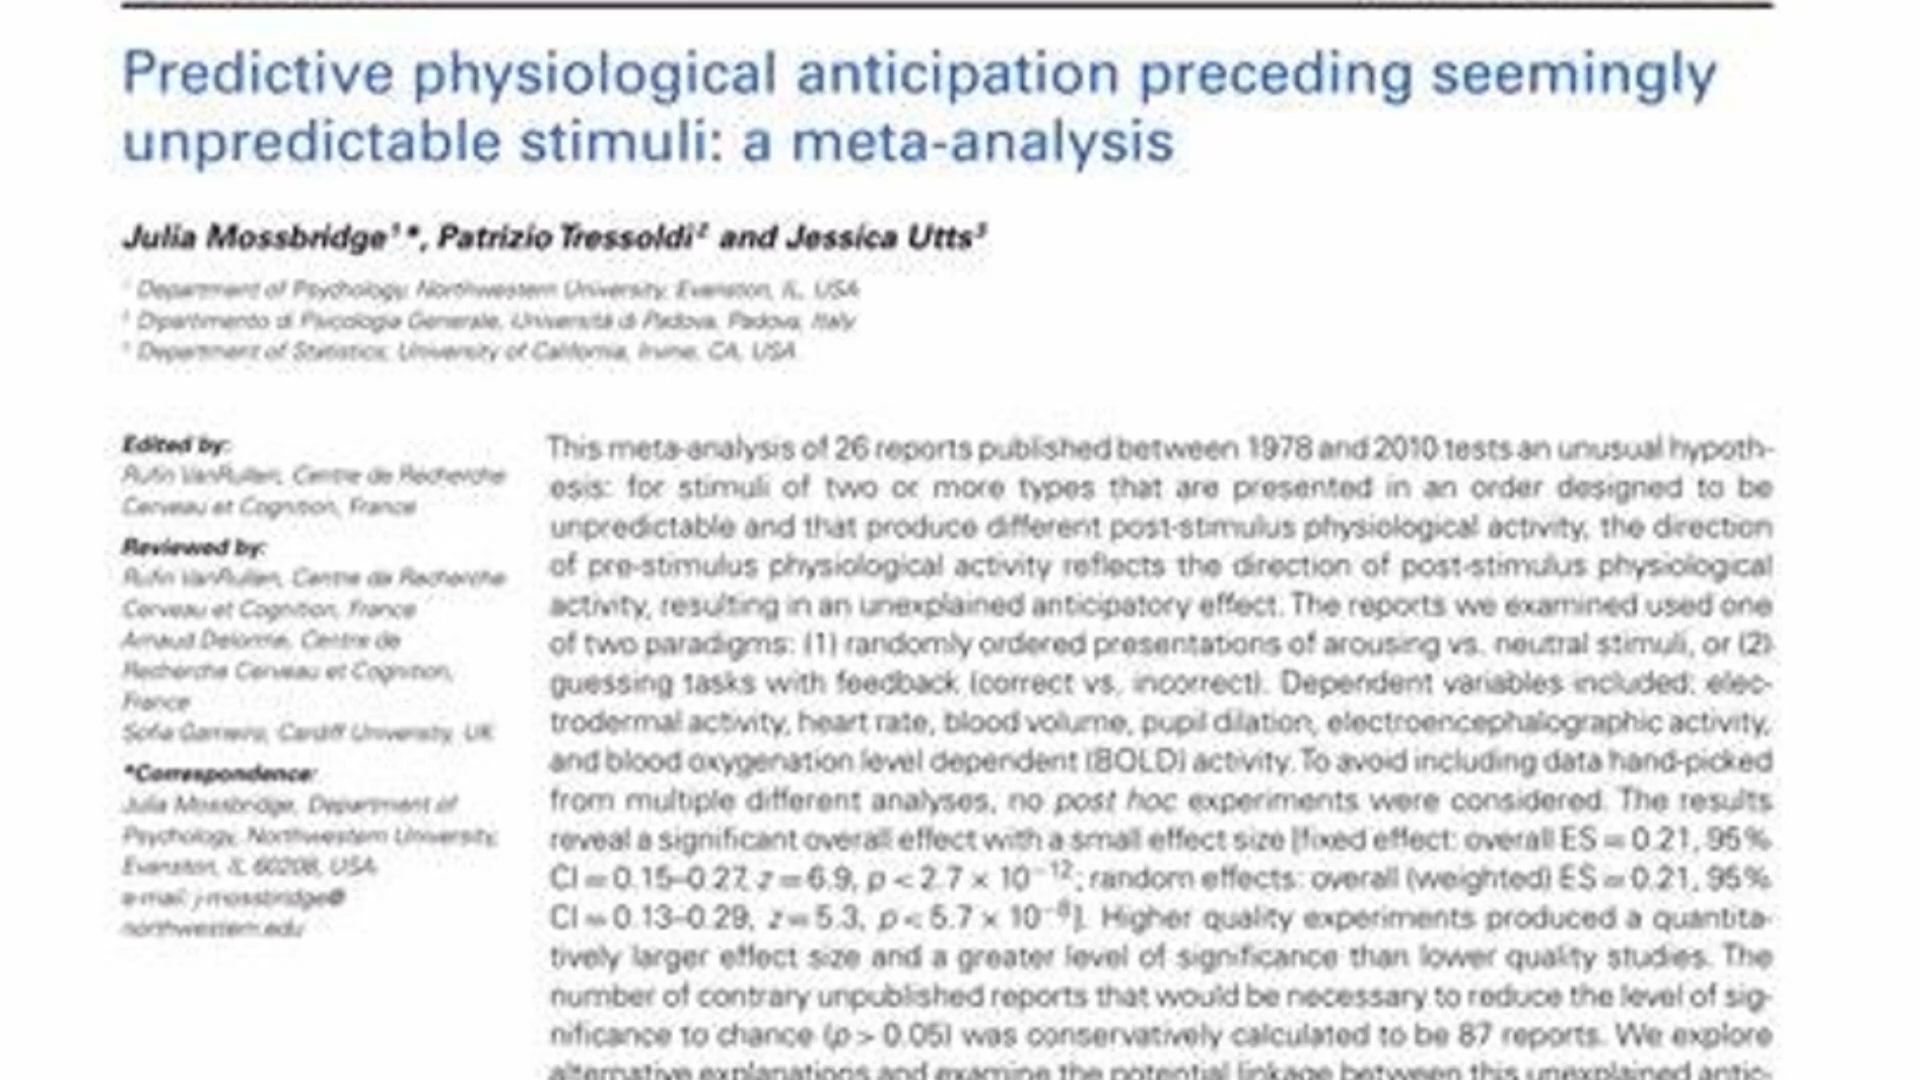 Predictive physiological anticipation preceding seemingly
unpredictable stimuli: a meta-analysis
Julia Mossbridge1*, Patrizio Tressoldi2 and Jessica Utts3
1 Department of Psychology, Northwestern University, Evanston, IL, USA
2 Dipartimento di Psicologia Generale, Università di Padova, Padova, Italy
3 Department of Statistics, University of California, Irvine, CA, USA
Edited by:
Rufin VanRullen, Centre de Recherche
Cerveau et Cognition, France
Reviewed by:
Rufin VanRullen, Centre de Recherche
Cerveau et Cognition, France
Arnaud Delorme, Centre de
Recherche Cerveau et Cognition,
France
Sofia Gameiro, Cardiff University, UK
*Correspondence:
Julia Mossbridge, Department of
Psychology, Northwestern University,
Evanston, IL 60208, USA
e-mail: j-mossbridge@
northwestern.edu
This meta-analysis of 26 reports published between 1978 and 2010 tests an unusual hypoth-
esis: for stimuli of two or more types that are presented in an order designed to be
unpredictable and that produce different post-stimulus physiological activity, the direction
of pre-stimulus physiological activity reflects the direction of post-stimulus physiological
activity, resulting in an unexplained anticipatory effect. The reports we examined used one
of two paradigms: (1) randomly ordered presentations of arousing vs. neutral stimuli, or (2)
guessing tasks with feedback (correct vs. incorrect). Dependent variables included: elec-
trodermal activity, heart rate, blood volume, pupil dilation, electroencephalographic activity,
and blood oxygenation level dependent (BOLD) activity. To avoid including data hand-picked
from multiple different analyses, no post hoc experiments were considered. The results
reveal a significant overall effect with a small effect size [fixed effect: overall ES = 0.21, 95%
CI = 0.15–0.27, z = 6.9, p < 2.7 × 10−12; random effects: overall (weighted) ES = 0.21, 95%
CI = 0.13–0.29, z = 5.3, p < 5.7 × 10−8]. Higher quality experiments produced a quantita-
tively larger effect size and a greater level of significance than lower quality studies. The
number of contrary unpublished reports that would be necessary to reduce the level of sig-
nificance to chance (p > 0.05) was conservatively calculated to be 87 reports. We explore
alternative explanations and examine the potential linkage between this unexplained antic-